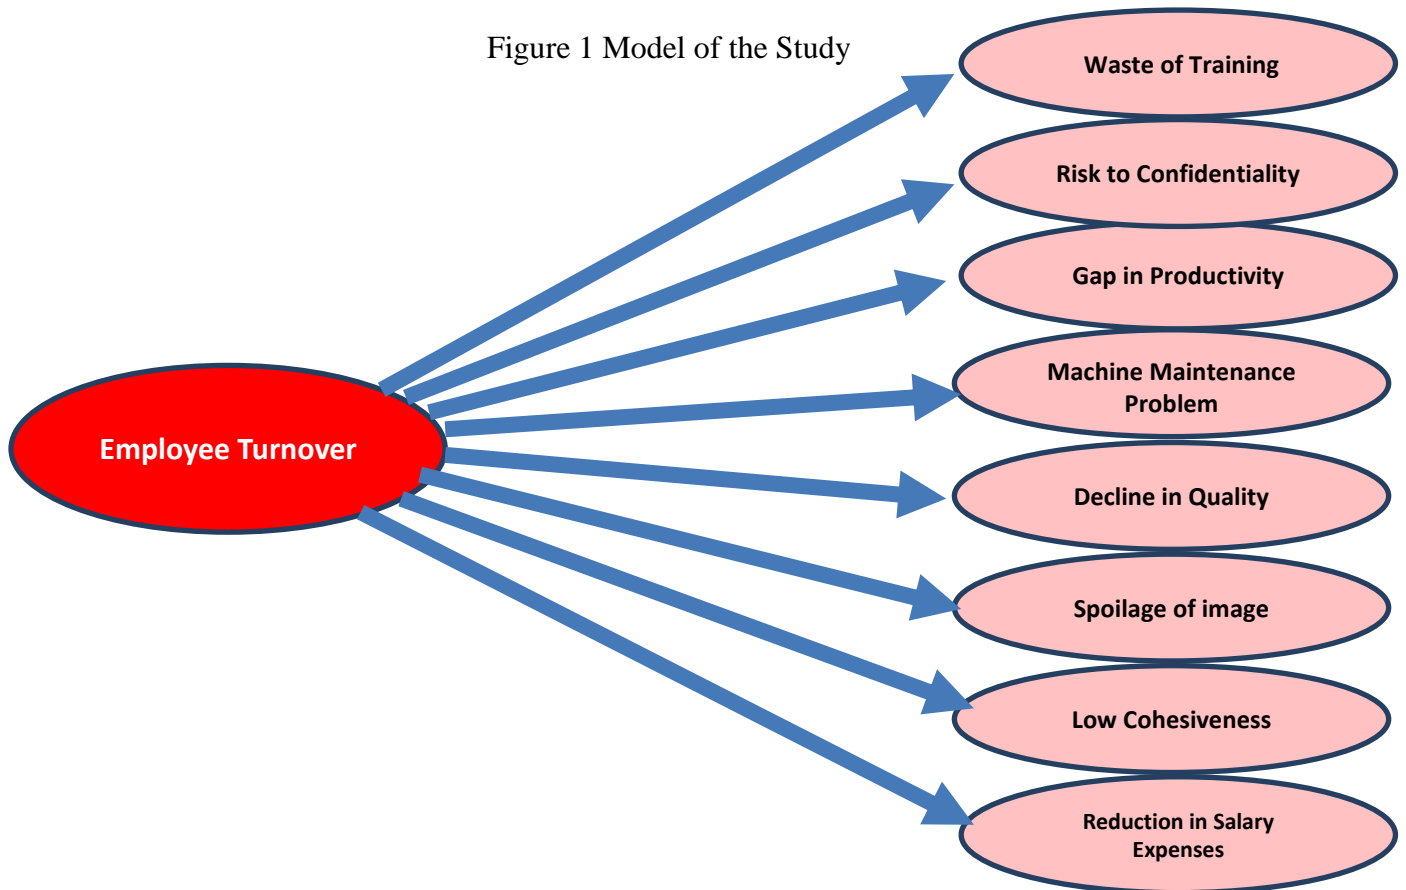 Figure 1 Model of the Study
Waste of Training
Risk to Confidentiality
Gap in Productivity
Machine Maintenance
Problem
Employee Turnover
Decline in Quality
Spoilage of image
Low Cohesiveness
Reduction in Salary
Expenses